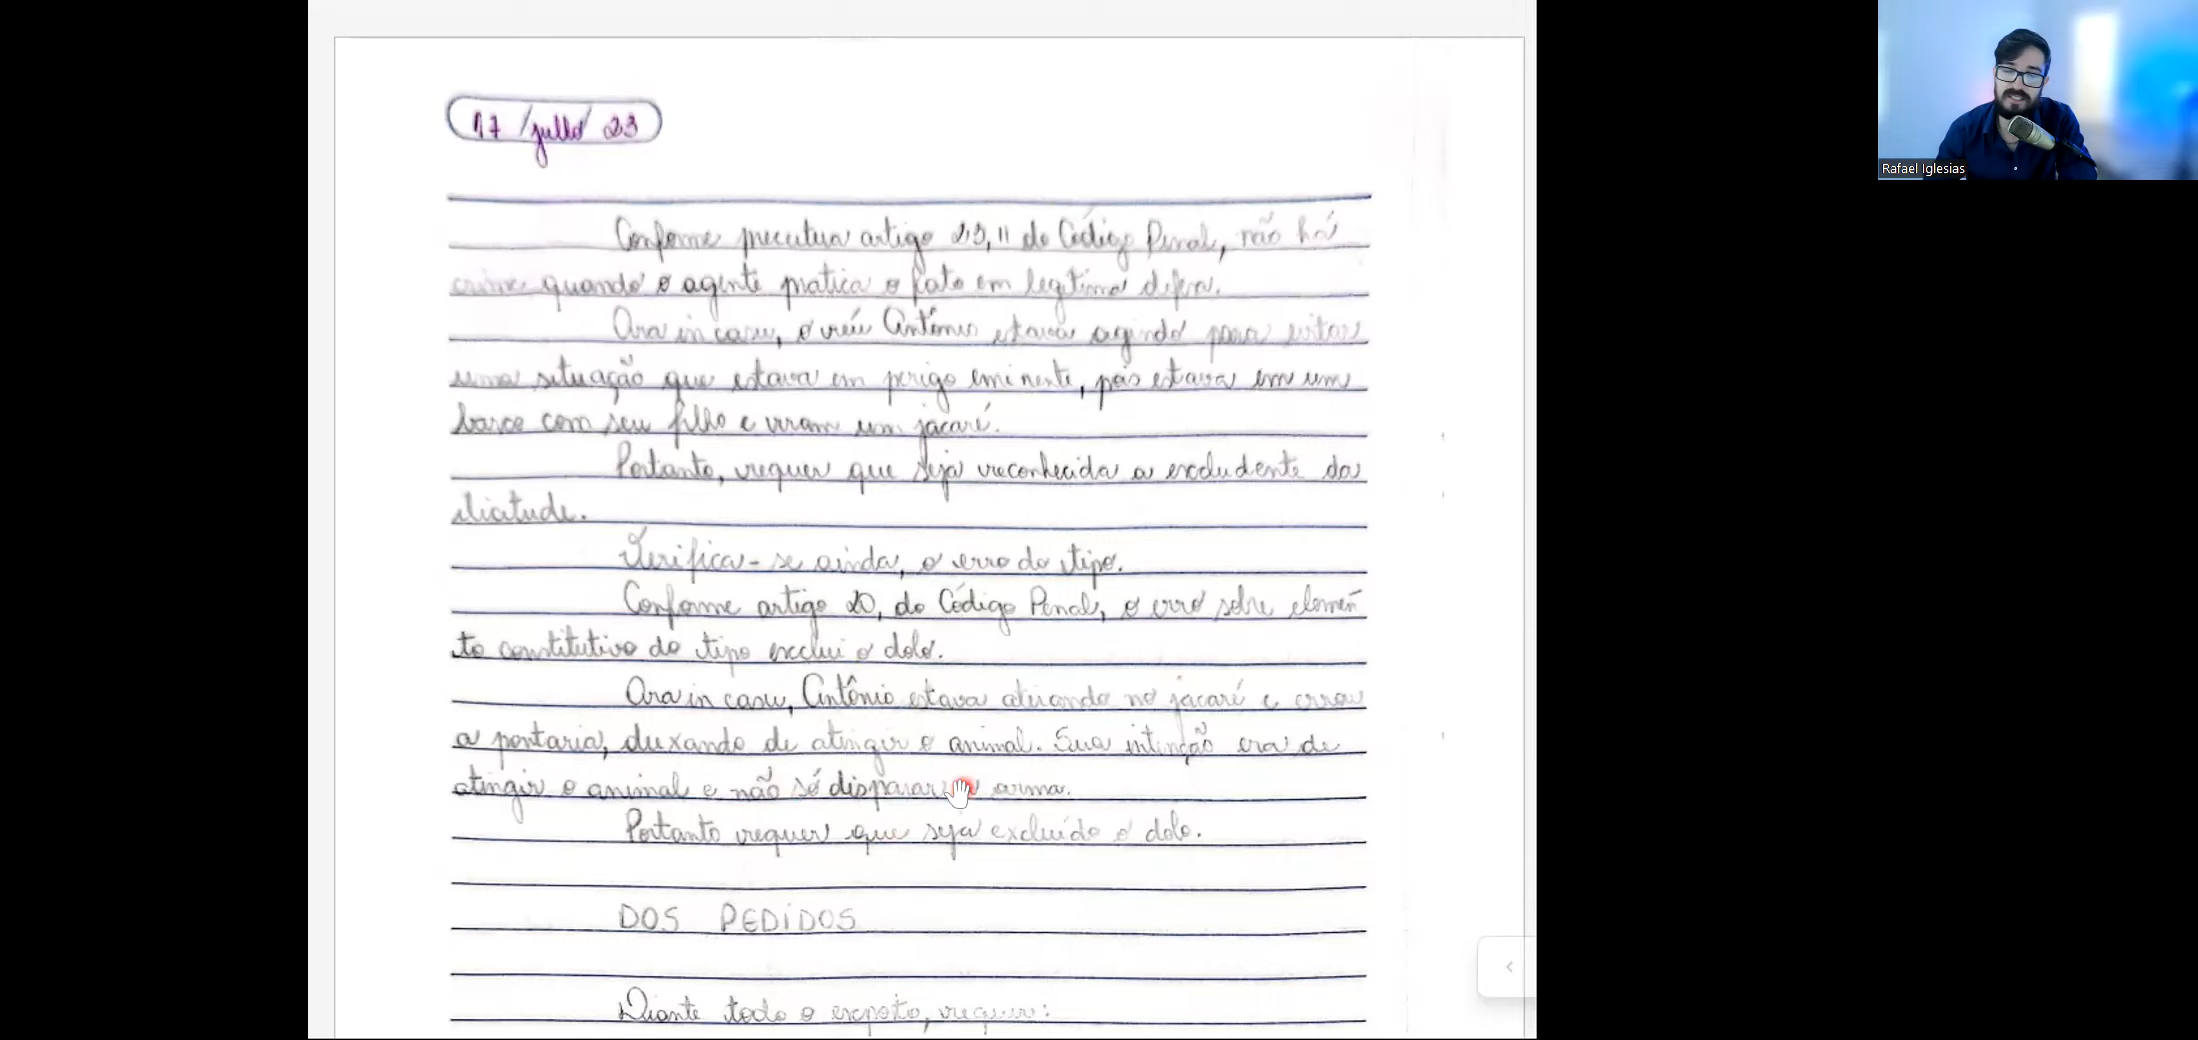 17 / julho / 23
Rafael Iglesias
Conforme preceitua artigo 23, II do Código Penal, não há
crime quando o agente pratica o fato em legítima defesa.
Ora in casu, o réu Antônio estava agindo para evitar
uma situação que estava em perigo eminente, pois estava em um
barco com seu filho e viram um jacaré.
Portanto, requer que seja reconhecida a excludente da
ilicitude.
Verifica-se ainda, o erro do tipo.
Conforme artigo 20, do Código Penal, o erro sobre elemen
to constitutivo do tipo exclui o dolo.
Ora in casu, Antônio estava atirando no jacaré e errou
a pontaria, deixando de atingir o animal. Sua intenção era de
atingir o animal e não só disparar arma.
Portanto requer que seja excluído o dolo.
DOS PEDIDOS
Diante todo o exposto, requer: